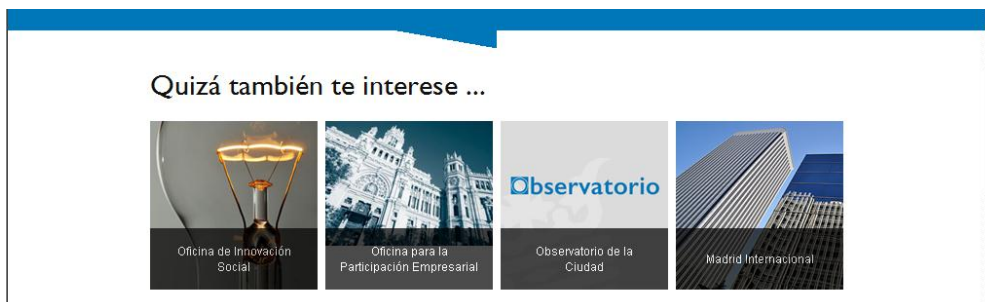 Quizá también te interese ...
Oficina de Innovación
Social
Oficina para la
Participación Empresarial
Observatorio
Observatorio de la
Ciudad
Madrid Internacional